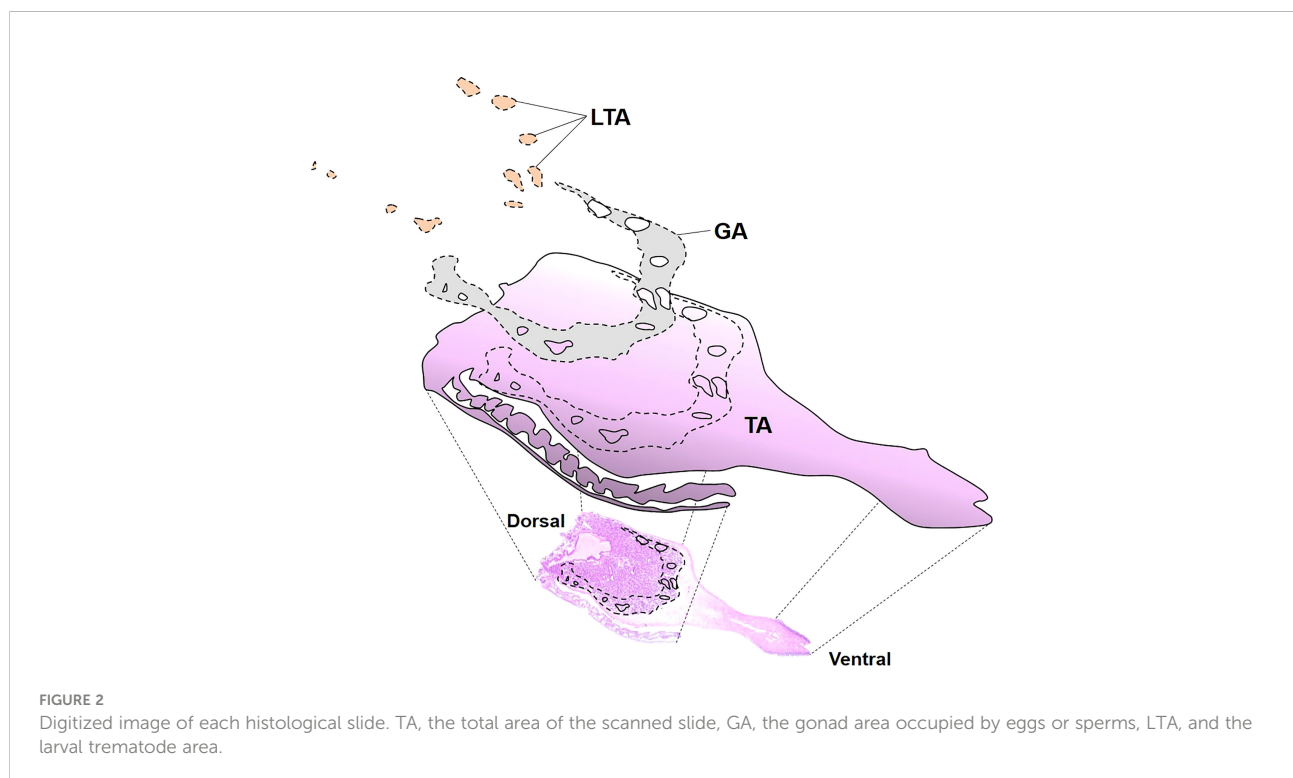 LTA
GA
TA
Dorsal
Ventral
FIGURE 2
Digitized image of each histological slide. TA, the total area of the scanned slide, GA, the gonad area occupied by eggs or sperms, LTA, and the
larval trematode area.